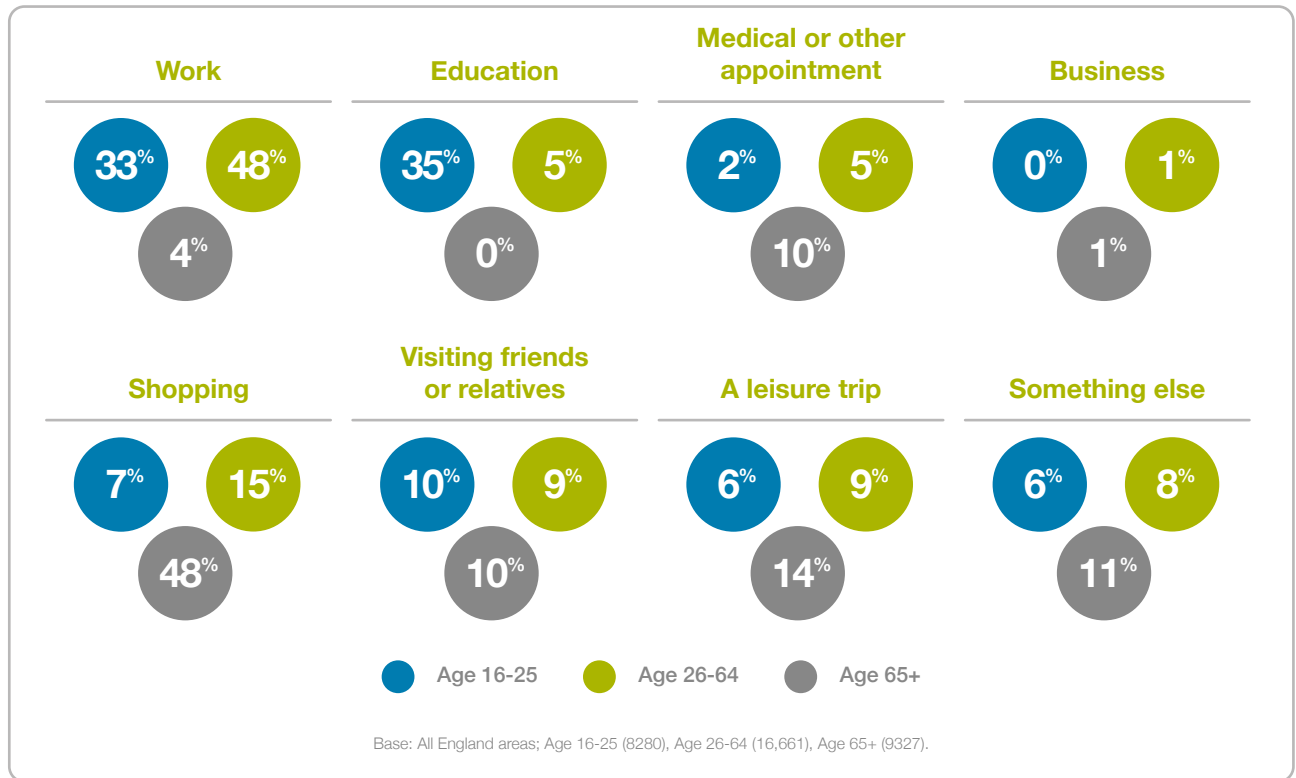 Work
33%
48%
4%
Education
35%
5%
0%
Medical or other
appointment
2%
5%
10%
Business
0%
1%
1%
Shopping
7%
15%
48%
Visiting friends
or relatives
10%
9%
10%
A leisure trip
6%
9%
14%
Something else
6%
8%
11%
Age 16-25
Age 26-64
Age 65+
Base: All England areas; Age 16-25 (8280), Age 26-64 (16,661), Age 65+ (9327).